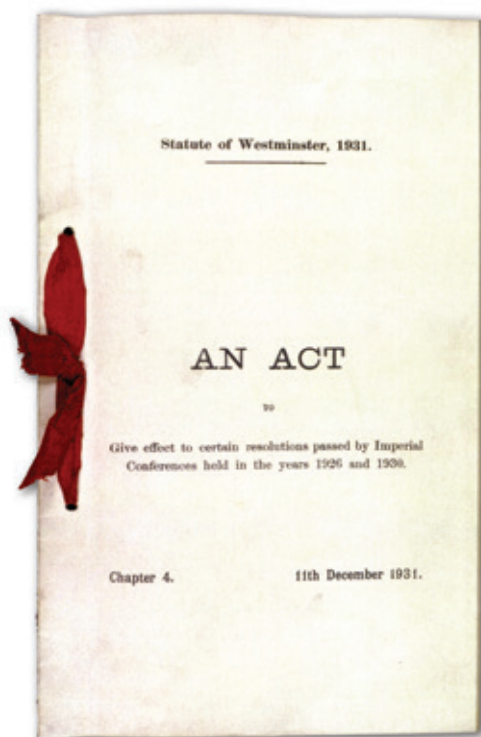 Statute of Westminster, 1931.
AN ACT
TO
Give effect to certain resolutions passed by Imperial
Conferences held in the years 1926 and 1930.
Chapter 4. 11th December 1931.